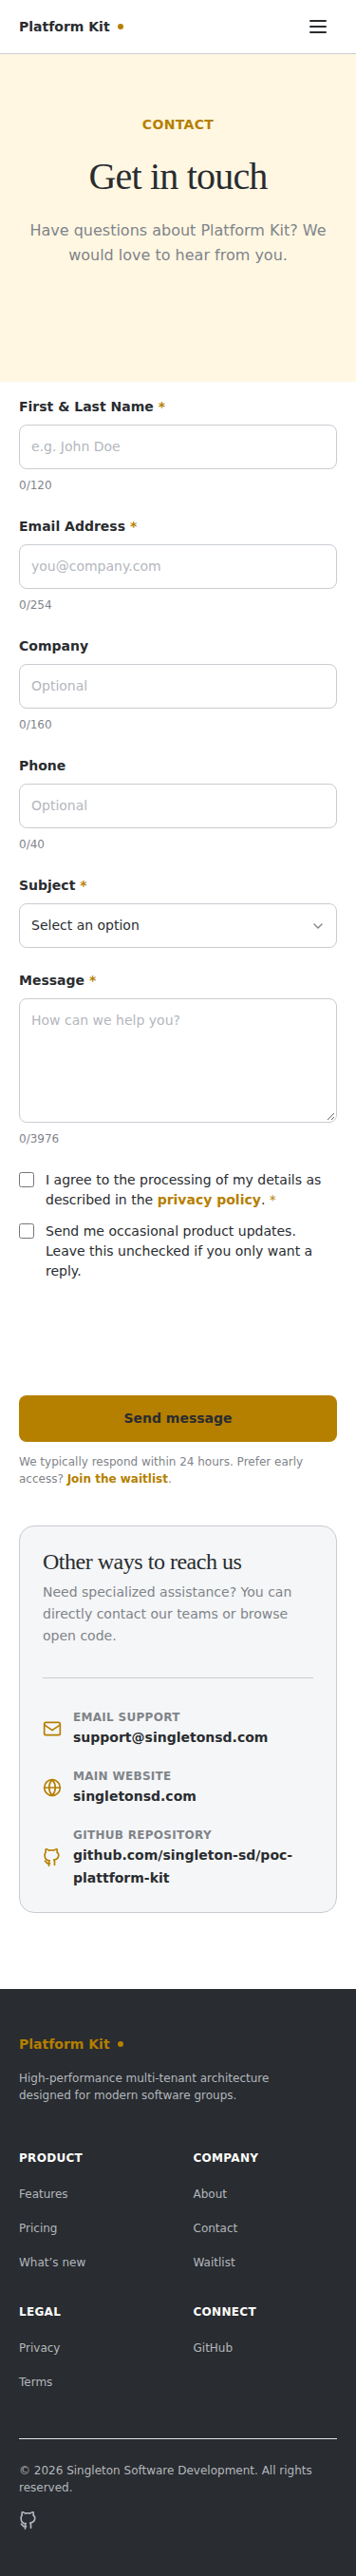 Platform Kit
CONTACT
Get in touch
Have questions about Platform Kit? We
would love to hear from you.
First & Last Name *
e.g. John Doe
0/120
Email Address *
you@company.com
0/254
Company
Optional
0/160
Phone
Optional
0/40
Subject *
Select an option
Message *
How can we help you?
0/3976
I agree to the processing of my details as
described in the privacy policy. *
Send me occasional product updates.
Leave this unchecked if you only want a
reply.
Send message
We typically respond within 24 hours. Prefer early
access? Join the waitlist.
Other ways to reach us
Need specialized assistance? You can
directly contact our teams or browse
open code.
EMAIL SUPPORT
support@singletonsd.com
MAIN WEBSITE
singletonsd.com
GITHUB REPOSITORY
github.com/singleton-sd/poc-
plattform-kit
Platform Kit
High-performance multi-tenant architecture
designed for modern software groups.
PRODUCT
Features
Pricing
What's new
COMPANY
About
Contact
Waitlist
LEGAL
Privacy
Terms
CONNECT
GitHub
© 2026 Singleton Software Development. All rights
reserved.